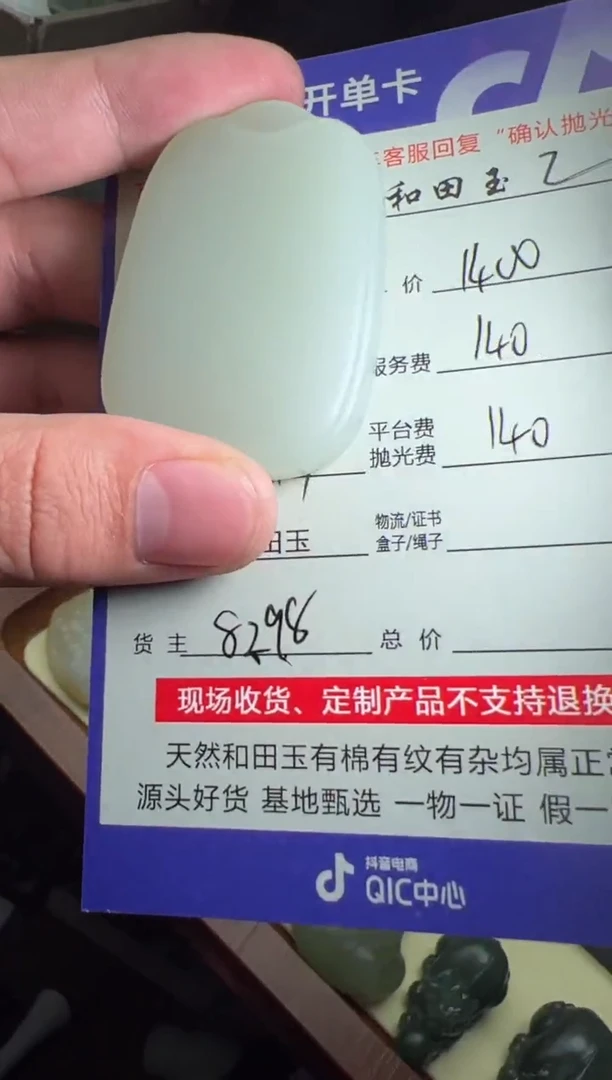 开单卡
客服回复 "确认抛光
和田玉
价 1400
服务费 140
平台费
抛光费 140
田玉
物流/证书
盒子/绳子
货主 8298 总价
现场收货、定制产品不支持退换
天然和田玉有棉有纹有杂均属正常
源头好货 基地甄选 一物一证 假一
抖音电商
QIC中心